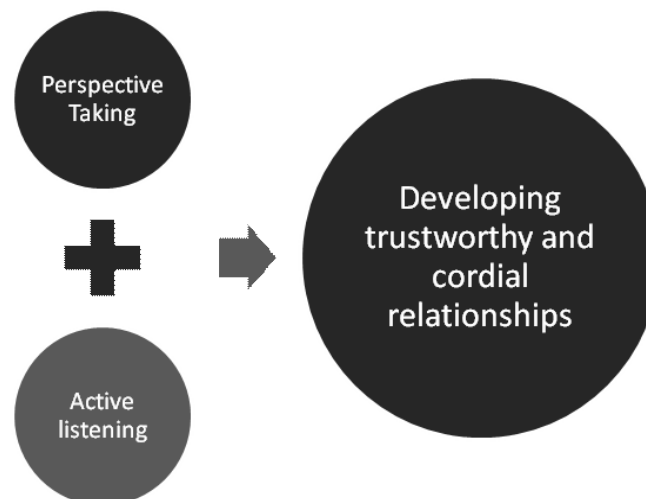 Perspective
Taking
Developing
trustworthy and
cordial
relationships
Active
listening